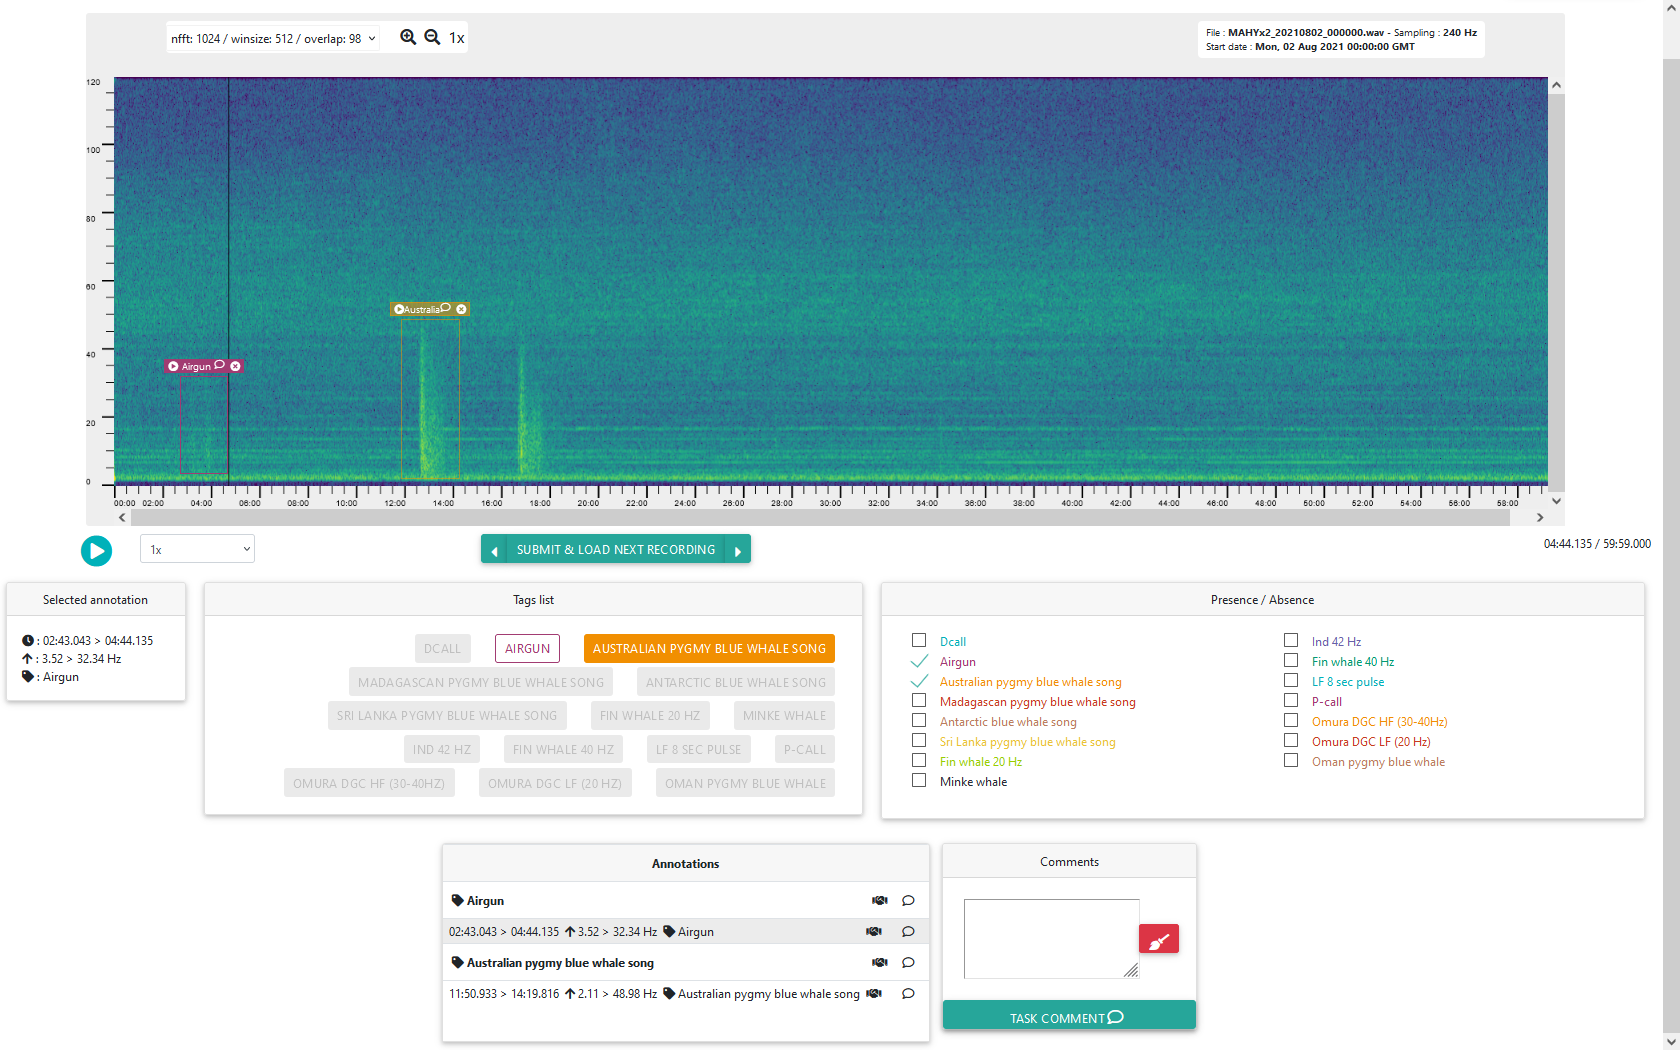 nfft: 1024 / winsize: 512 / overlap: 98
1x
File : MAHYx2_20210802_000000.wav - Sampling : 240 Hz
Start date : Mon, 02 Aug 2021 00:00:00 GMT
120
100
80
60
40
20
0
Australia
Airgun
00:00 02:00 04:00 06:00 08:00 10:00 12:00 14:00 16:00 18:00 20:00 22:00 24:00 26:00 28:00 30:00 32:00 34:00 36:00 38:00 40:00 42:00 44:00 46:00 48:00 50:00 52:00 54:00 56:00 58:00
1x
SUBMIT & LOAD NEXT RECORDING
04:44.135 / 59:59.000
Selected annotation
: 02:43.043 > 04:44.135
: 3.52 > 32.34 Hz
: Airgun
Tags list
DCALL AIRGUN AUSTRALIAN PYGMY BLUE WHALE SONG
MADAGASCAN PYGMY BLUE WHALE SONG ANTARCTIC BLUE WHALE SONG
SRI LANKA PYGMY BLUE WHALE SONG FIN WHALE 20 HZ MINKE WHALE
IND 42 HZ FIN WHALE 40 HZ LF 8 SEC PULSE P-CALL
OMURA DGC HF (30-40HZ) OMURA DGC LF (20 HZ) OMAN PYGMY BLUE WHALE
Presence / Absence
Dcall
Airgun
Australian pygmy blue whale song
Madagascan pygmy blue whale song
Antarctic blue whale song
Sri Lanka pygmy blue whale song
Fin whale 20 Hz
Minke whale
Ind 42 Hz
Fin whale 40 Hz
LF 8 sec pulse
P-call
Omura DGC HF (30-40Hz)
Omura DGC LF (20 Hz)
Oman pygmy blue whale
Annotations
Airgun
02:43.043 > 04:44.135 3.52 > 32.34 Hz Airgun
Australian pygmy blue whale song
11:50.933 > 14:19.816 2.11 > 48.98 Hz Australian pygmy blue whale song
Comments
TASK COMMENT